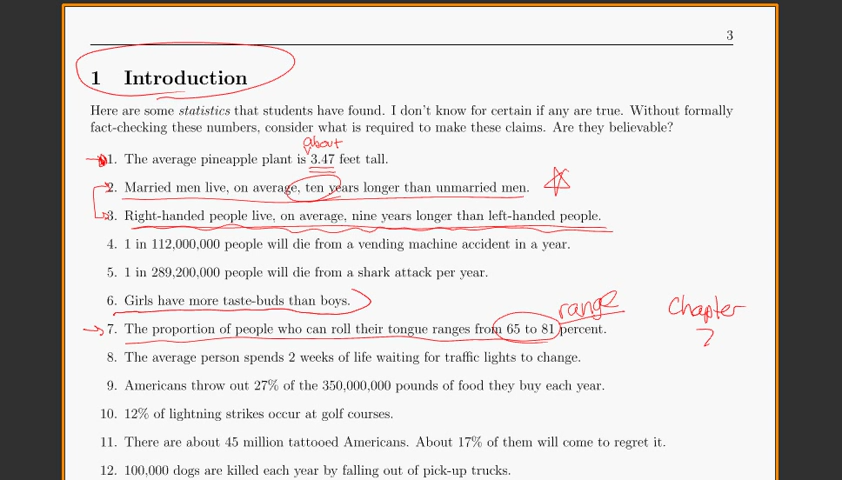 3
1 Introduction
Here are some statistics that students have found. I don't know for certain if any are true. Without formally
fact-checking these numbers, consider what is required to make these claims. Are they believable?
about
1. The average pineapple plant is 3.47 feet tall.
2. Married men live, on average, ten years longer than unmarried men.
3. Right-handed people live, on average, nine years longer than left-handed people.
4. 1 in 112,000,000 people will die from a vending machine accident in a year.
5. 1 in 289,200,000 people will die from a shark attack per year.
6. Girls have more taste-buds than boys.
range
Chapter
7. The proportion of people who can roll their tongue ranges from 65 to 81 percent.
8. The average person spends 2 weeks of life waiting for traffic lights to change.
9. Americans throw out 27% of the 350,000,000 pounds of food they buy each year.
10. 12% of lightning strikes occur at golf courses.
11. There are about 45 million tattooed Americans. About 17% of them will come to regret it.
12. 100,000 dogs are killed each year by falling out of pick-up trucks.